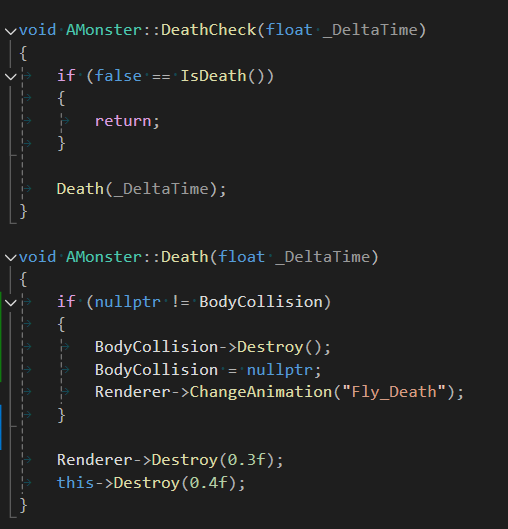 void AMonster::DeathCheck(float _DeltaTime)
{
if (false == IsDeath())
{
return;
}
Death(_DeltaTime);
}
void AMonster::Death(float _DeltaTime)
{
if (nullptr != BodyCollision)
{
BodyCollision->Destroy();
BodyCollision = nullptr;
Renderer->ChangeAnimation("Fly_Death");
}
Renderer->Destroy(0.3f);
this->Destroy(0.4f);
}